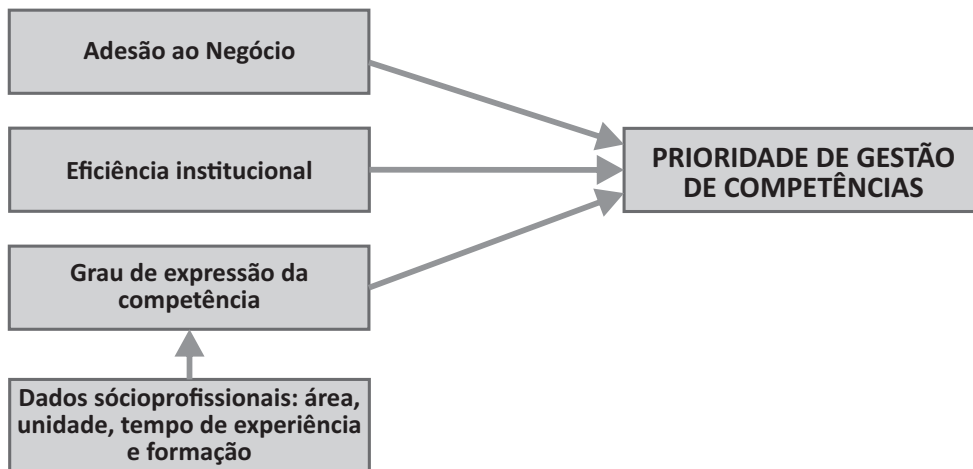 Adesão ao Negócio
Eficiência institucional
PRIORIDADE DE GESTÃO
DE COMPETÊNCIAS
Grau de expressão da
competência
Dados sócioprofissionais: área,
unidade, tempo de experiência
e formação